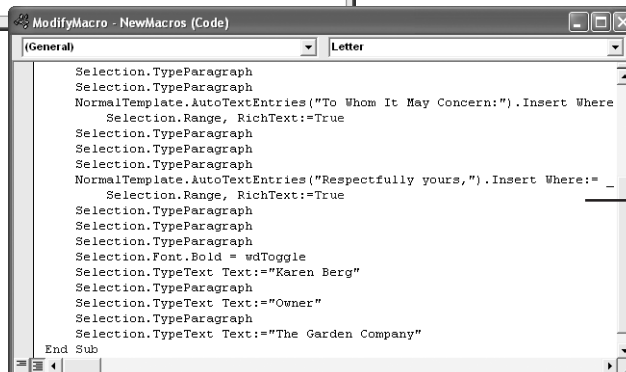 ModifyMacro - NewMacros (Code)
(General) Letter
Selection.TypeParagraph
Selection.TypeParagraph
NormalTemplate.AutoTextEntries("To Whom It May Concern:").Insert Where
Selection.Range, RichText:=True
Selection.TypeParagraph
Selection.TypeParagraph
Selection.TypeParagraph
NormalTemplate.AutoTextEntries("Respectfully yours,").Insert Where:= _
Selection.Range, RichText:=True
Selection.TypeParagraph
Selection.TypeParagraph
Selection.TypeParagraph
Selection.Font.Bold = wdToggle
Selection.TypeText Text:="Karen Berg"
Selection.TypeParagraph
Selection.TypeText Text:="Owner"
Selection.TypeParagraph
Selection.TypeText Text:="The Garden Company"
End Sub